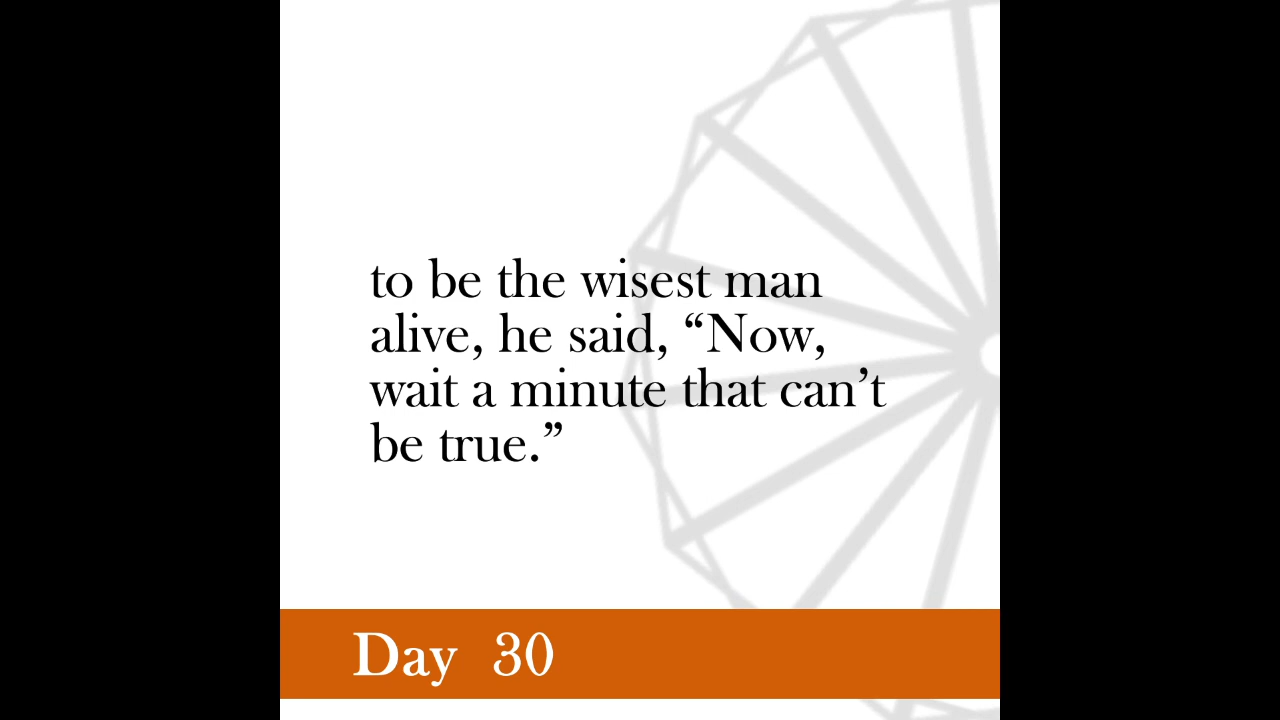 to be the wisest man
alive, he said, “Now,
wait a minute that can’t
be true.”
Day 30